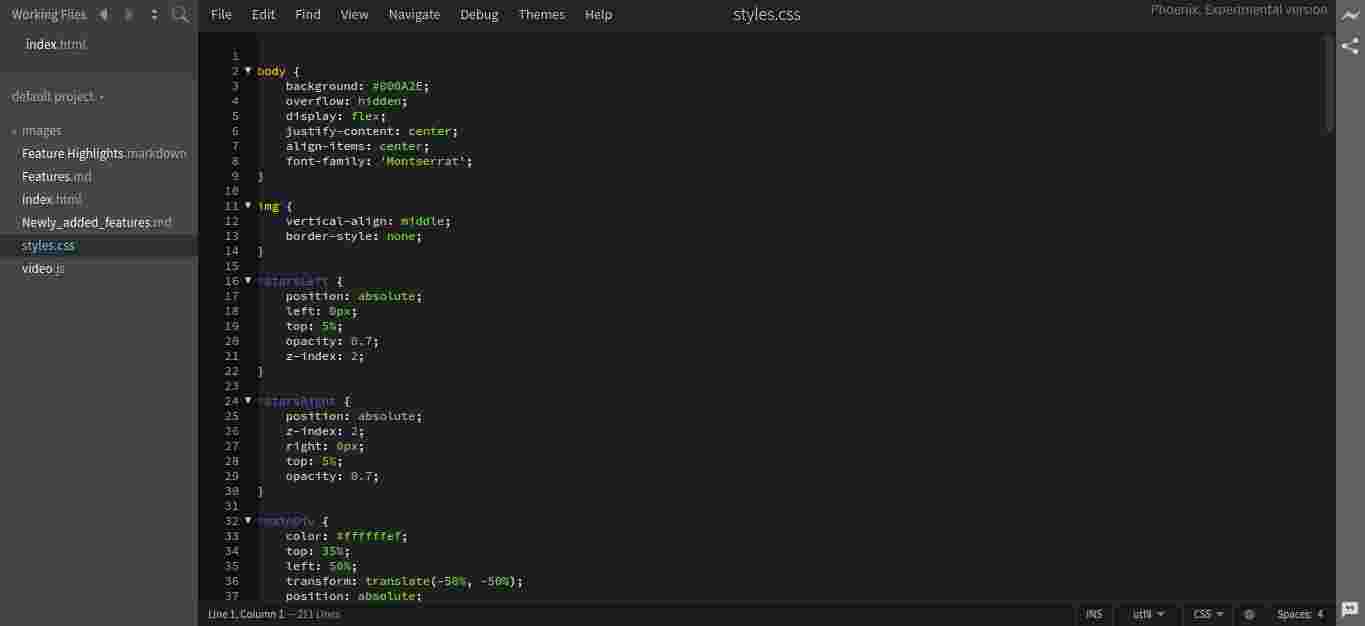 Working Files
index.html
default project
images
Feature Highlights.markdown
Features.md
index.html
Newly_added_features.md
styles.css
video.js
File Edit Find View Navigate Debug Themes Help
styles.css
Phoenix, Experimental version
1
2 body {
3 background: #000A2E;
4 overflow: hidden;
5 display: flex;
6 justify-content: center;
7 align-items: center;
8 font-family: 'Montserrat';
9 }
10
11 img {
12 vertical-align: middle;
13 border-style: none;
14 }
15
16 {
17 position: absolute;
18 left: 0px;
19 top: 5%;
20 opacity: 0.7;
21 z-index: 2;
22 }
23
24 {
25 position: absolute;
26 z-index: 2;
27 right: 0px;
28 top: 5%;
29 opacity: 0.7;
30 }
31
32 {
33 color: #ffffffef;
34 top: 35%;
35 left: 50%;
36 transform: translate(-50%, -50%);
37 position: absolute;
Line 1, Column 1 — 251 Lines
INS utf8 CSS Spaces: 4